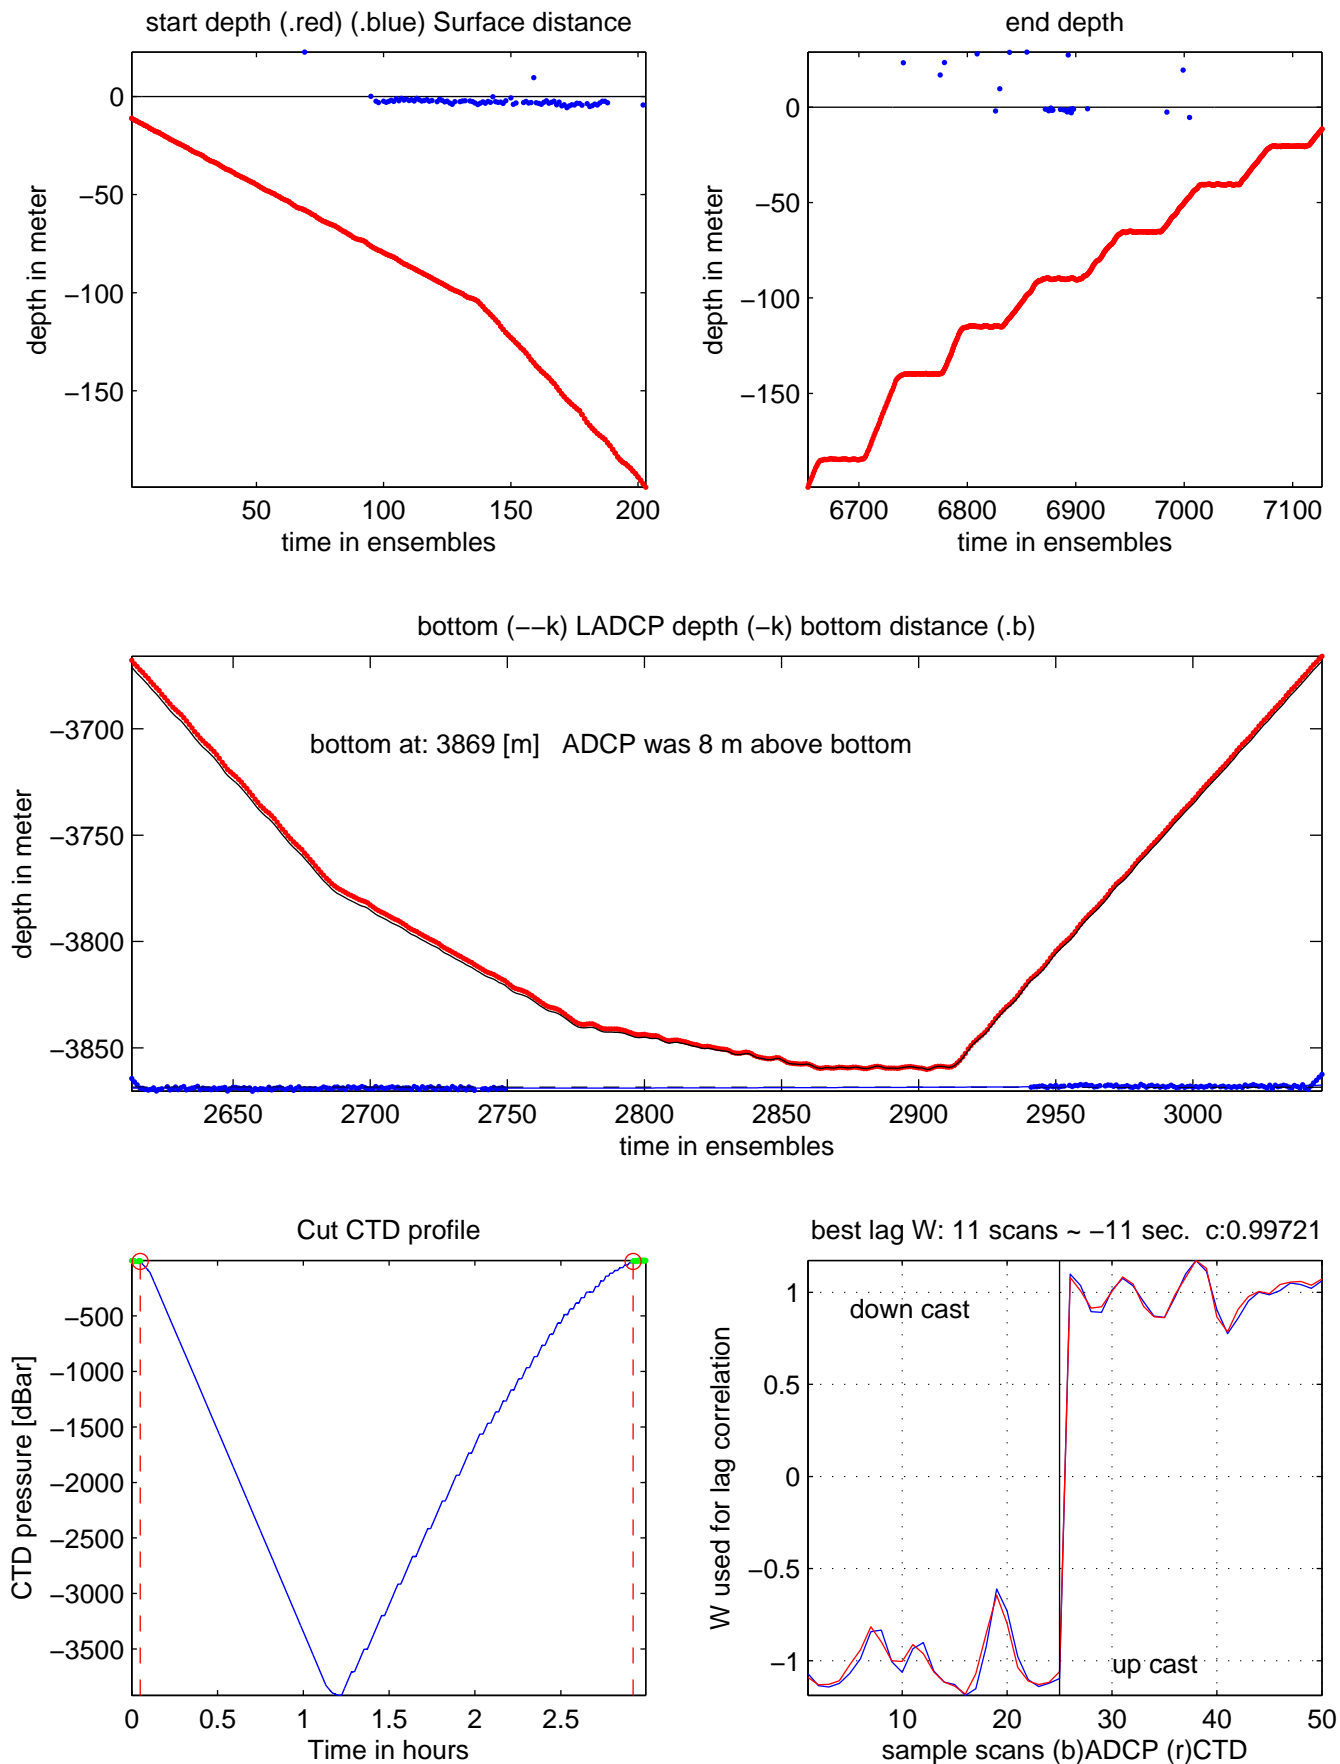 start depth (.red) (.blue) Surface distance
0
−50
−100
−150
depth in meter
50
100
150
200
time in ensembles
end depth
0
−50
−100
−150
depth in meter
6700
6800
6900
7000
7100
time in ensembles
bottom (−−k) LADCP depth (−k) bottom distance (.b)
bottom at: 3869 [m]   ADCP was 8 m above bottom
−3700
−3750
−3800
−3850
depth in meter
2650
2700
2750
2800
2850
2900
2950
3000
time in ensembles
Cut CTD profile
−500
−1000
−1500
−2000
−2500
−3000
−3500
CTD pressure [dBar]
0
0.5
1
1.5
2
2.5
Time in hours
best lag W: 11 scans ~ −11 sec.  c:0.99721
down cast
up cast
1
0.5
0
−0.5
−1
W used for lag correlation
10
20
30
40
50
sample scans (b)ADCP (r)CTD